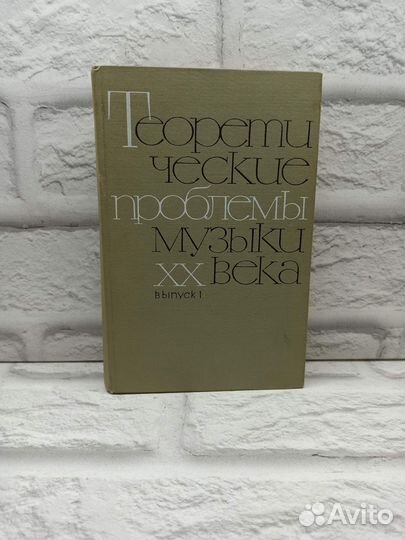 Теорети
ческие
проблемы
музыки
XX века
выпуск 1
Avito